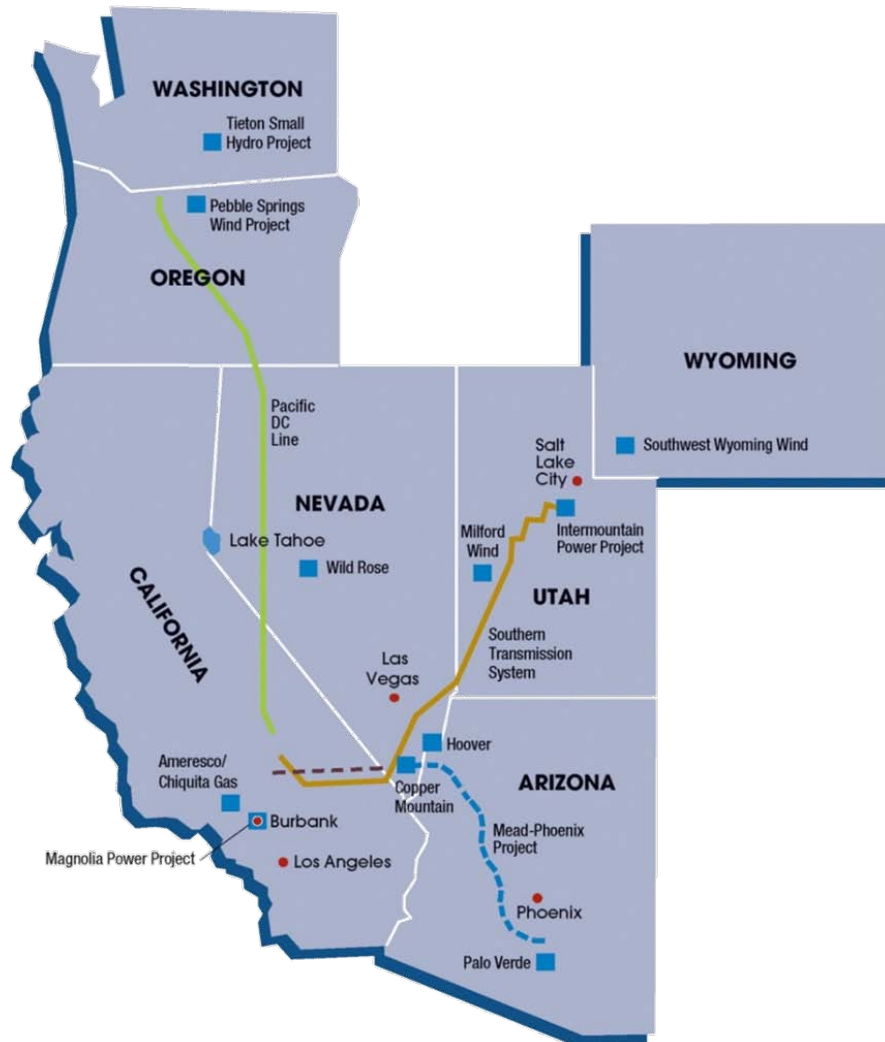 WASHINGTON
Tieton Small
Hydro Project
Pebble Springs
Wind Project
OREGON
WYOMING
Pacific
DC
Line
Southwest Wyoming Wind
Salt
Lake
City
NEVADA
Lake Tahoe
Milford
Wind
Intermountain
Power Project
Wild Rose
UTAH
CALIFORNIA
Southern
Transmission
System
Las
Vegas
Hoover
Ameresco/
Chiquita Gas
Copper
Mountain
ARIZONA
Burbank
Mead-Phoenix
Project
Magnolia Power Project
Los Angeles
Phoenix
Palo Verde